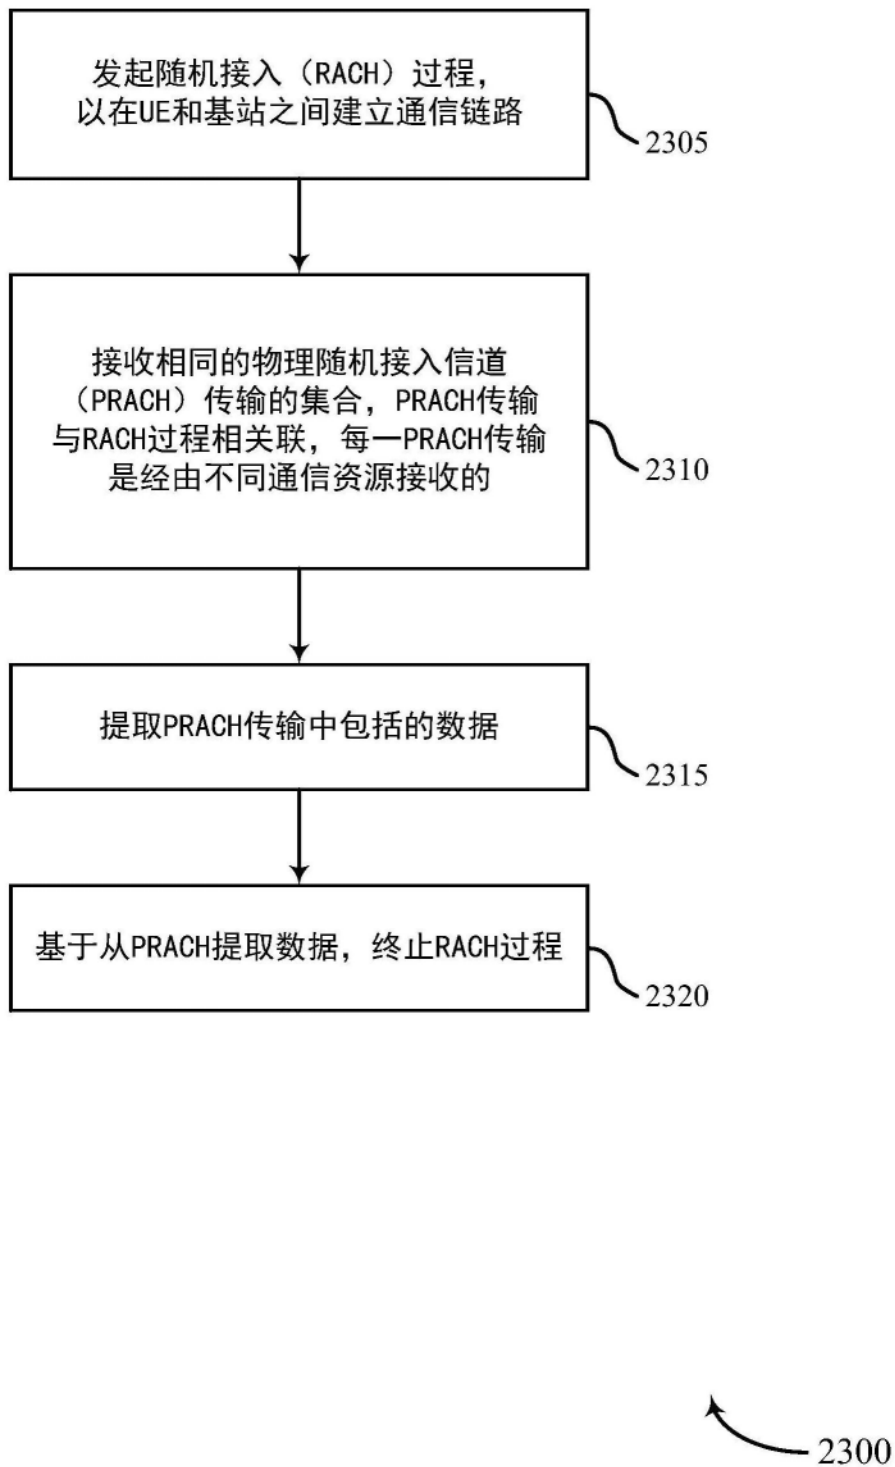 发起随机接入（RACH）过程，
以在UE和基站之间建立通信链路
2305
接收相同的物理随机接入信道
（PRACH）传输的集合，PRACH传输
与RACH过程相关联，每一PRACH传输
是经由不同通信资源接收的
2310
提取PRACH传输中包括的数据
2315
基于从PRACH提取数据，终止RACH过程
2320
2300